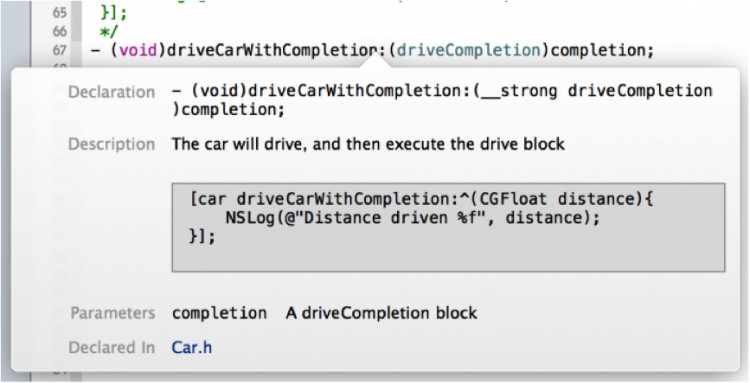 65 }];
66 */
67 - (void)driveCarWithCompletion:(driveCompletion)completion;
Declaration - (void)driveCarWithCompletion:(__strong driveCompletion
)completion;
Description The car will drive, and then execute the drive block
[car driveCarWithCompletion:^(CGFloat distance){
NSLog(@"Distance driven %f", distance);
}];
Parameters completion A driveCompletion block
Declared In Car.h